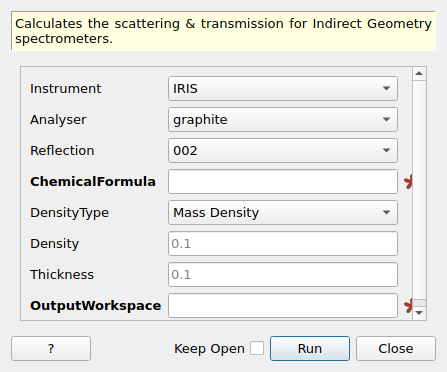 Calculates the scattering & transmission for Indirect Geometry
spectrometers.
Instrument IRIS
Analyser graphite
Reflection 002
ChemicalFormula
DensityType Mass Density
Density 0.1
Thickness 0.1
OutputWorkspace
? Keep Open Run Close